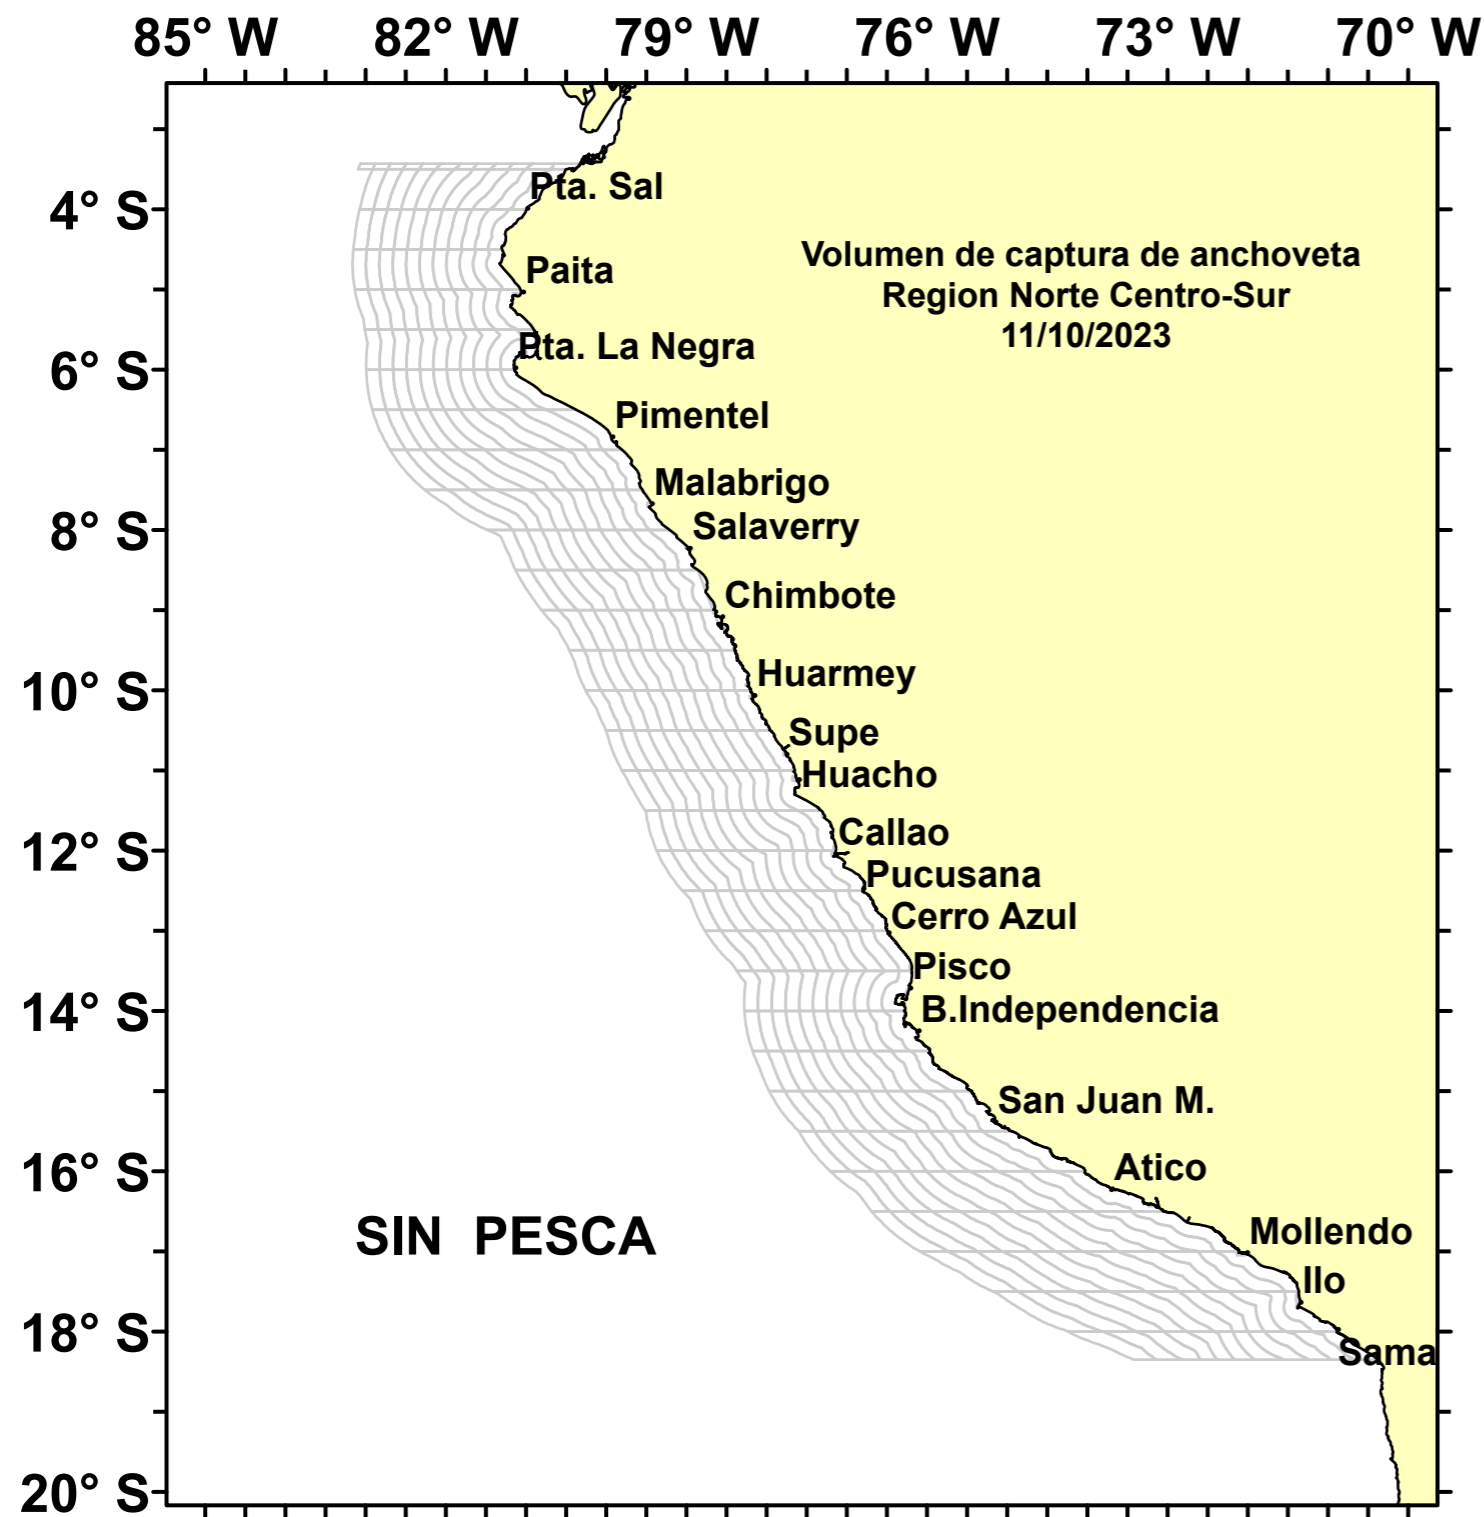 85° W 82° W 79° W 76° W 73° W 70° W
4° S
6° S
8° S
10° S
12° S
14° S
16° S
18° S
20° S
Volumen de captura de anchoveta
Region Norte Centro-Sur
11/10/2023
Pta. Sal
Paita
Pta. La Negra
Pimentel
Malabrigo
Salaverry
Chimbote
Huarmey
Supe
Huacho
Callao
Pucusana
Cerro Azul
Pisco
B.Independencia
San Juan M.
Atico
Mollendo
Ilo
Sama
SIN PESCA